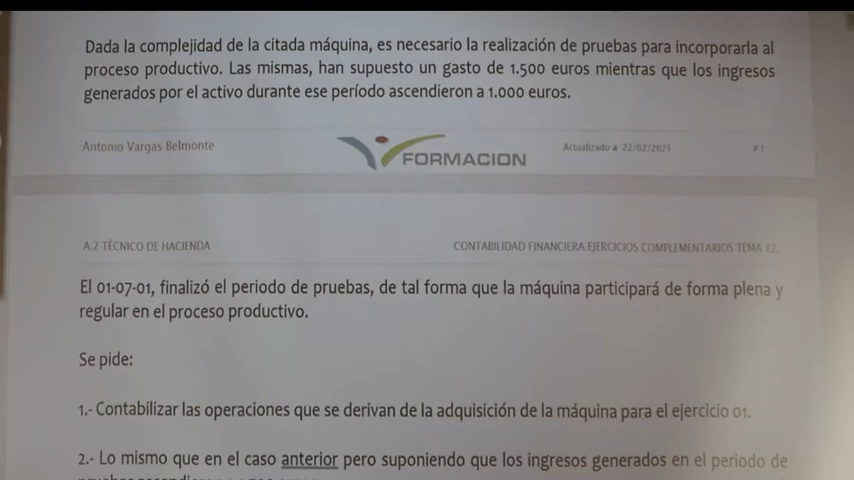 Dada la complejidad de la citada máquina, es necesario la realización de pruebas para incorporarla al
proceso productivo. Las mismas, han supuesto un gasto de 1.500 euros mientras que los ingresos
generados por el activo durante ese período ascendieron a 1.000 euros.
Antonio Vargas Belmonte
FORMACION
Actualizado a 22/02/2021
P 1
A.2 TÉCNICO DE HACIENDA
CONTABILIDAD FINANCIERA.EJERCICIOS COMPLEMENTARIOS TEMA 12.
El 01-07-01, finalizó el periodo de pruebas, de tal forma que la máquina participará de forma plena y
regular en el proceso productivo.
Se pide:
1.- Contabilizar las operaciones que se derivan de la adquisición de la máquina para el ejercicio 01.
2.- Lo mismo que en el caso anterior pero suponiendo que los ingresos generados en el periodo de